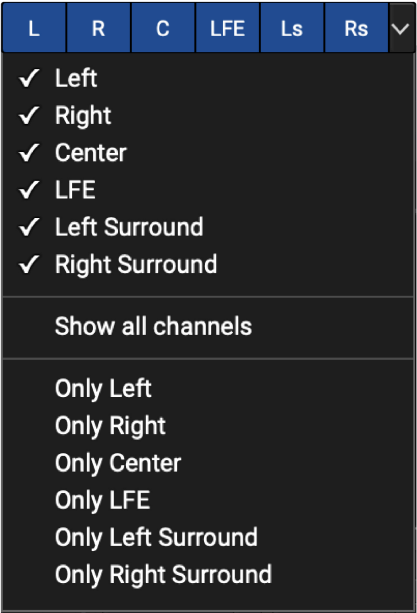 L R C LFE Ls Rs
Left
Right
Center
LFE
Left Surround
Right Surround
Show all channels
Only Left
Only Right
Only Center
Only LFE
Only Left Surround
Only Right Surround